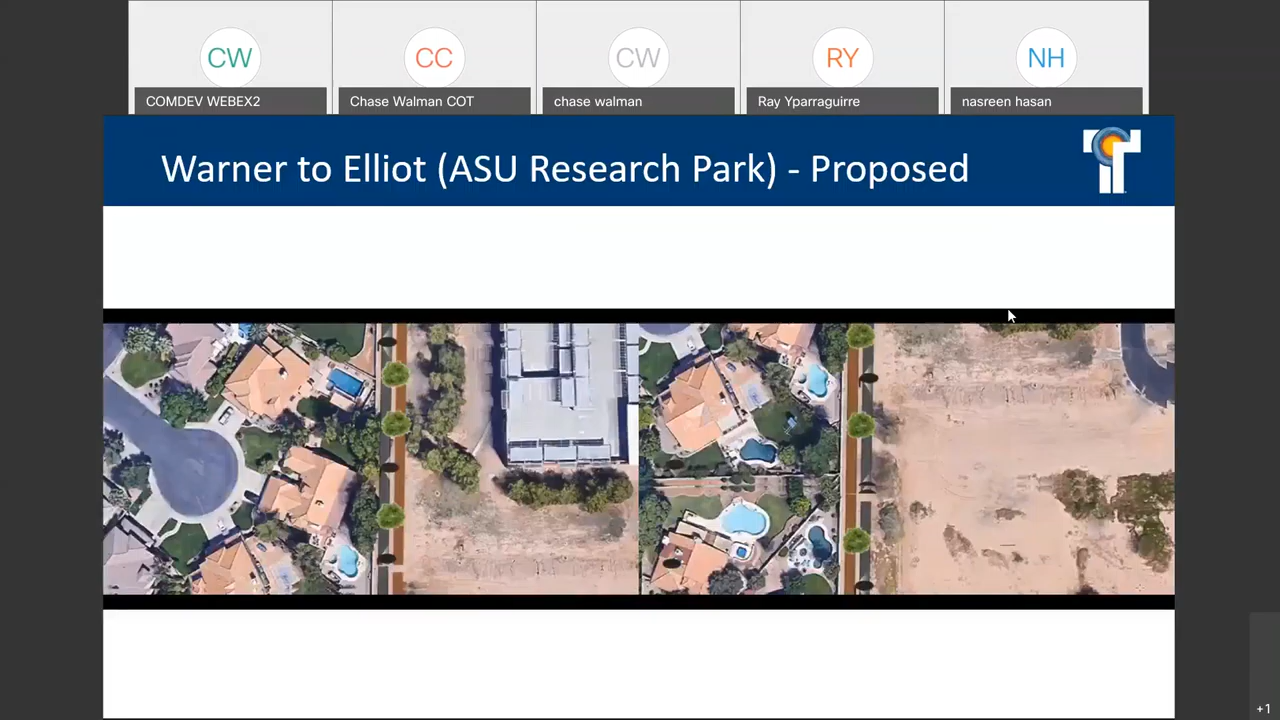 CW
CC
CW
RY
NH
COMDEV WEBEX2
Chase Walman COT
chase walman
Ray Yparraguirre
nasreen hasan
Warner to Elliot (ASU Research Park) - Proposed
+1